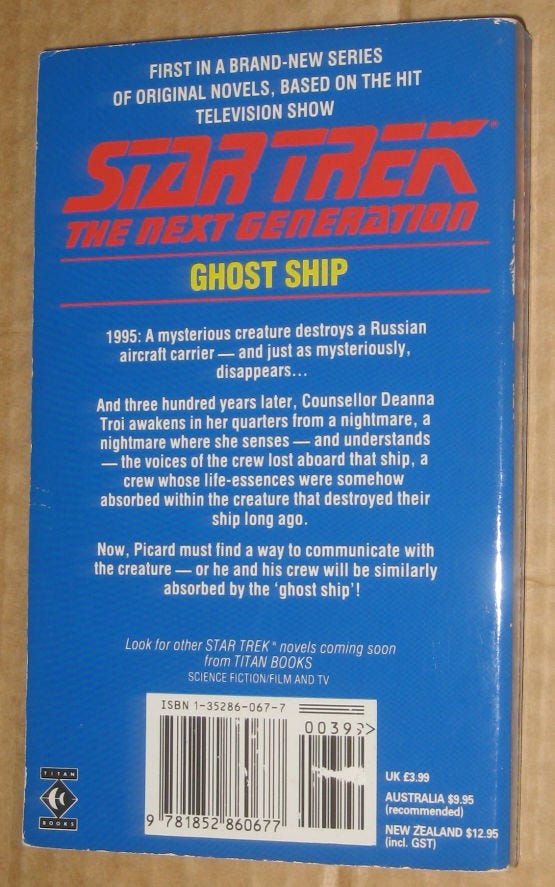 FIRST IN A BRAND-NEW SERIES
OF ORIGINAL NOVELS, BASED ON THE HIT
TELEVISION SHOW
STAR TREK®
THE NEXT GENERATION
GHOST SHIP
1995: A mysterious creature destroys a Russian
aircraft carrier — and just as mysteriously,
disappears...
And three hundred years later, Counsellor Deanna
Troi awakens in her quarters from a nightmare, a
nightmare where she senses — and understands
— the voices of the crew lost aboard that ship, a
crew whose life-essences were somehow
absorbed within the creature that destroyed their
ship long ago.
Now, Picard must find a way to communicate with
the creature — or he and his crew will be similarly
absorbed by the ‘ghost ship’!
Look for other STAR TREK® novels coming soon
from TITAN BOOKS
SCIENCE FICTION/FILM AND TV
ISBN 1-35286-067-7
00399>
9 781852 860677
TITAN
BOOKS
UK £3.99
AUSTRALIA $9.95
(recommended)
NEW ZEALAND $12.95
(incl. GST)